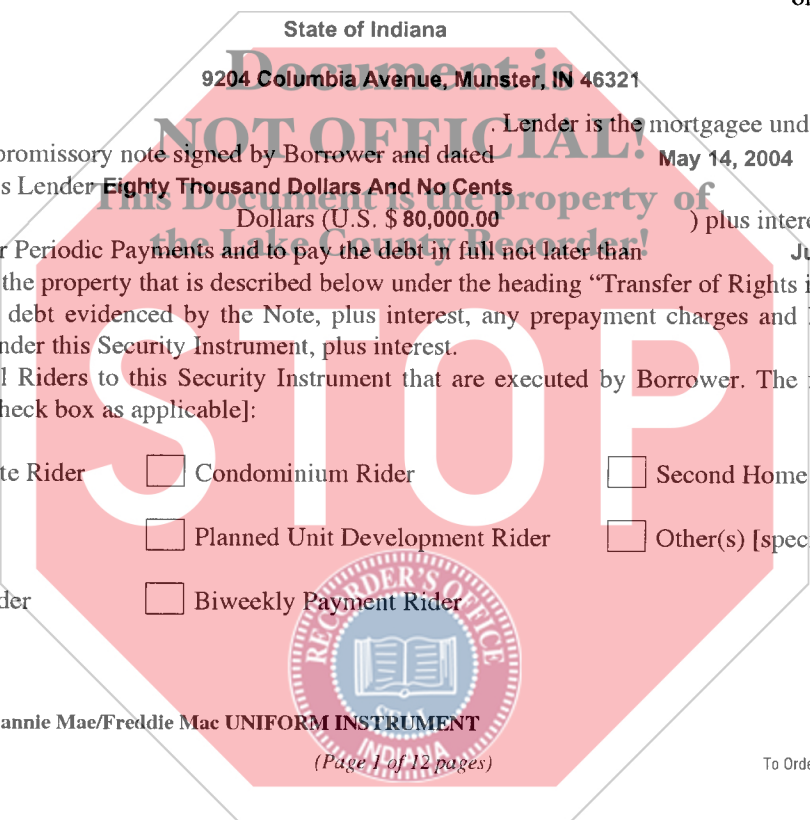 State of Indiana
Document is
9204 Columbia Avenue, Munster, IN 46321
NOT OFFICIAL!
. Lender is the mortgagee und
promissory note signed by Borrower and dated May 14, 2004
s Lender Eighty Thousand Dollars And No Cents
This Document is the property of
Dollars (U.S. $ 80,000.00 ) plus intere
the Lake County Recorder!
r Periodic Payments and to pay the debt in full not later than Ju
the property that is described below under the heading “Transfer of Rights i
debt evidenced by the Note, plus interest, any prepayment charges and
nder this Security Instrument, plus interest.
l Riders to this Security Instrument that are executed by Borrower. The
heck box as applicable]:
STOP
te Rider Condominium Rider Second Home
Planned Unit Development Rider Other(s) [spec
der Biweekly Payment Rider
RECORDER'S OFFICE
SEAL
INDIANA
annie Mae/Freddie Mac UNIFORM INSTRUMENT
(Page 1 of 12 pages)
To Orde